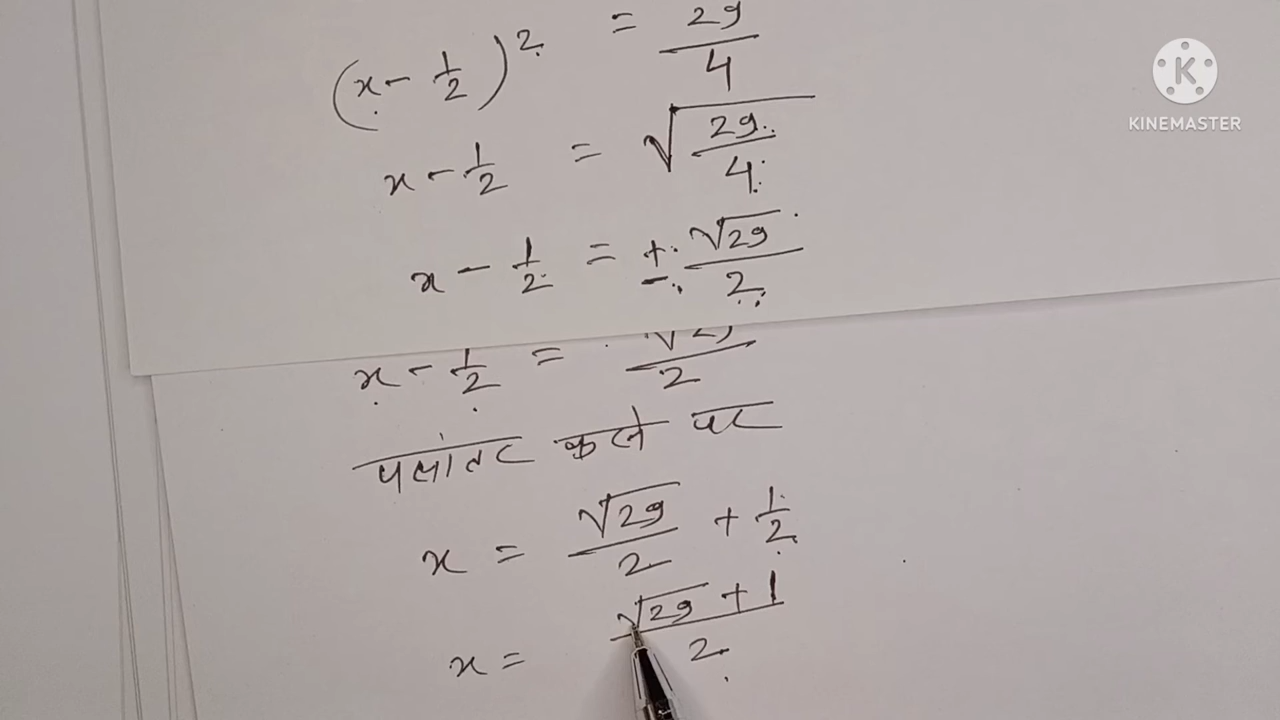 (x - 1/2)² = 29/4
x - 1/2 = √(29/4)
x - 1/2 = ± √29/2
x - 1/2 = √29/2
पक्षांतर करने पर
x = √29/2 + 1/2
x = (√29 + 1)/2
KINEMASTER